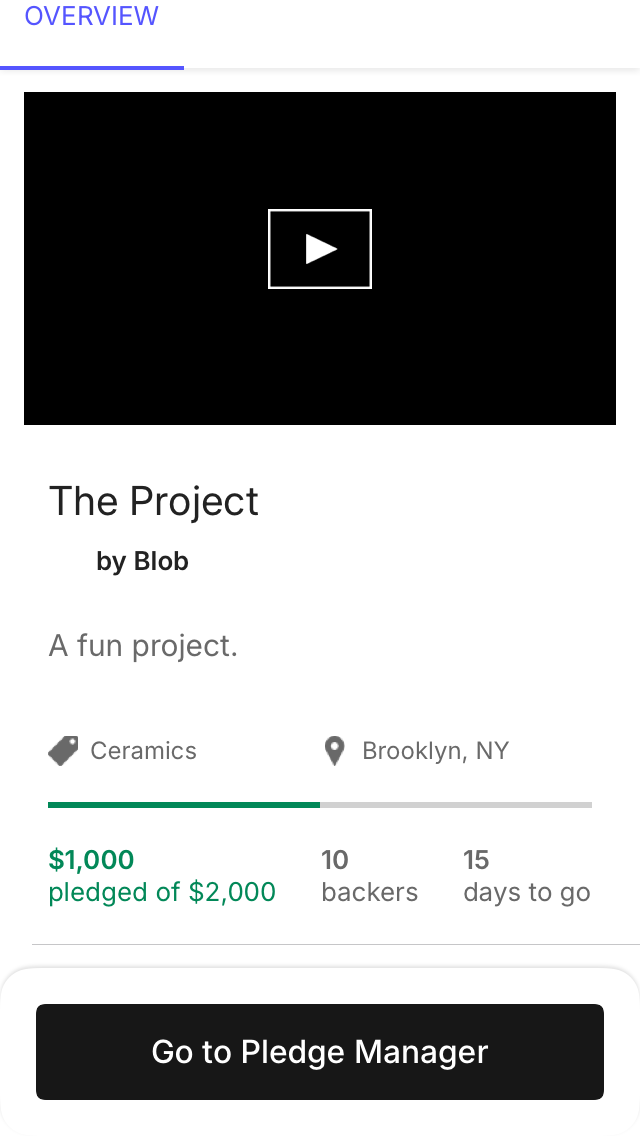 OVERVIEW
The Project
by Blob
A fun project.
Ceramics
Brooklyn, NY
$1,000
pledged of $2,000
10
backers
15
days to go
Go to Pledge Manager